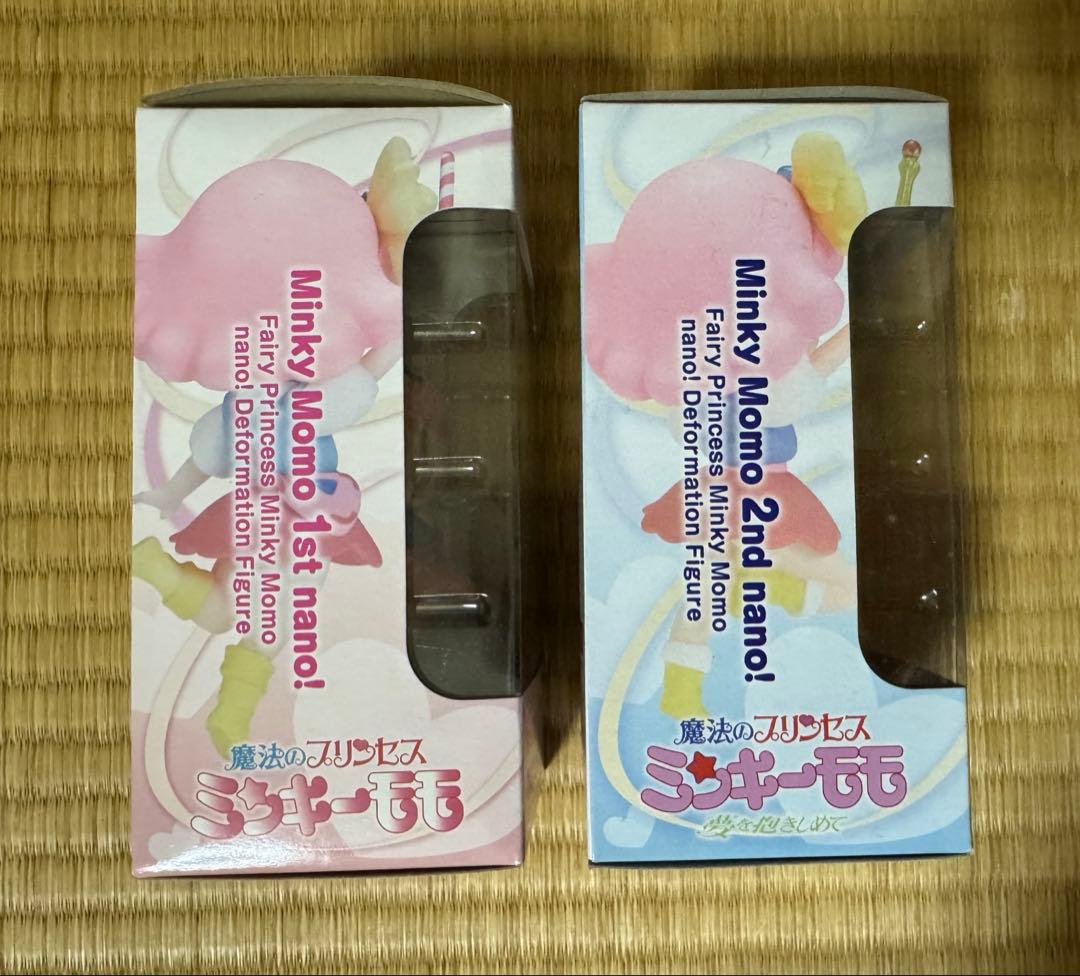 Minky Momo 1st nano!
Fairy Princess Minky Momo
nano! Deformation Figure
魔法のプリンセス
ミンキーモモ
Minky Momo 2nd nano!
Fairy Princess Minky Momo
nano! Deformation Figure
魔法のプリンセス
ミンキーモモ
夢を抱きしめて